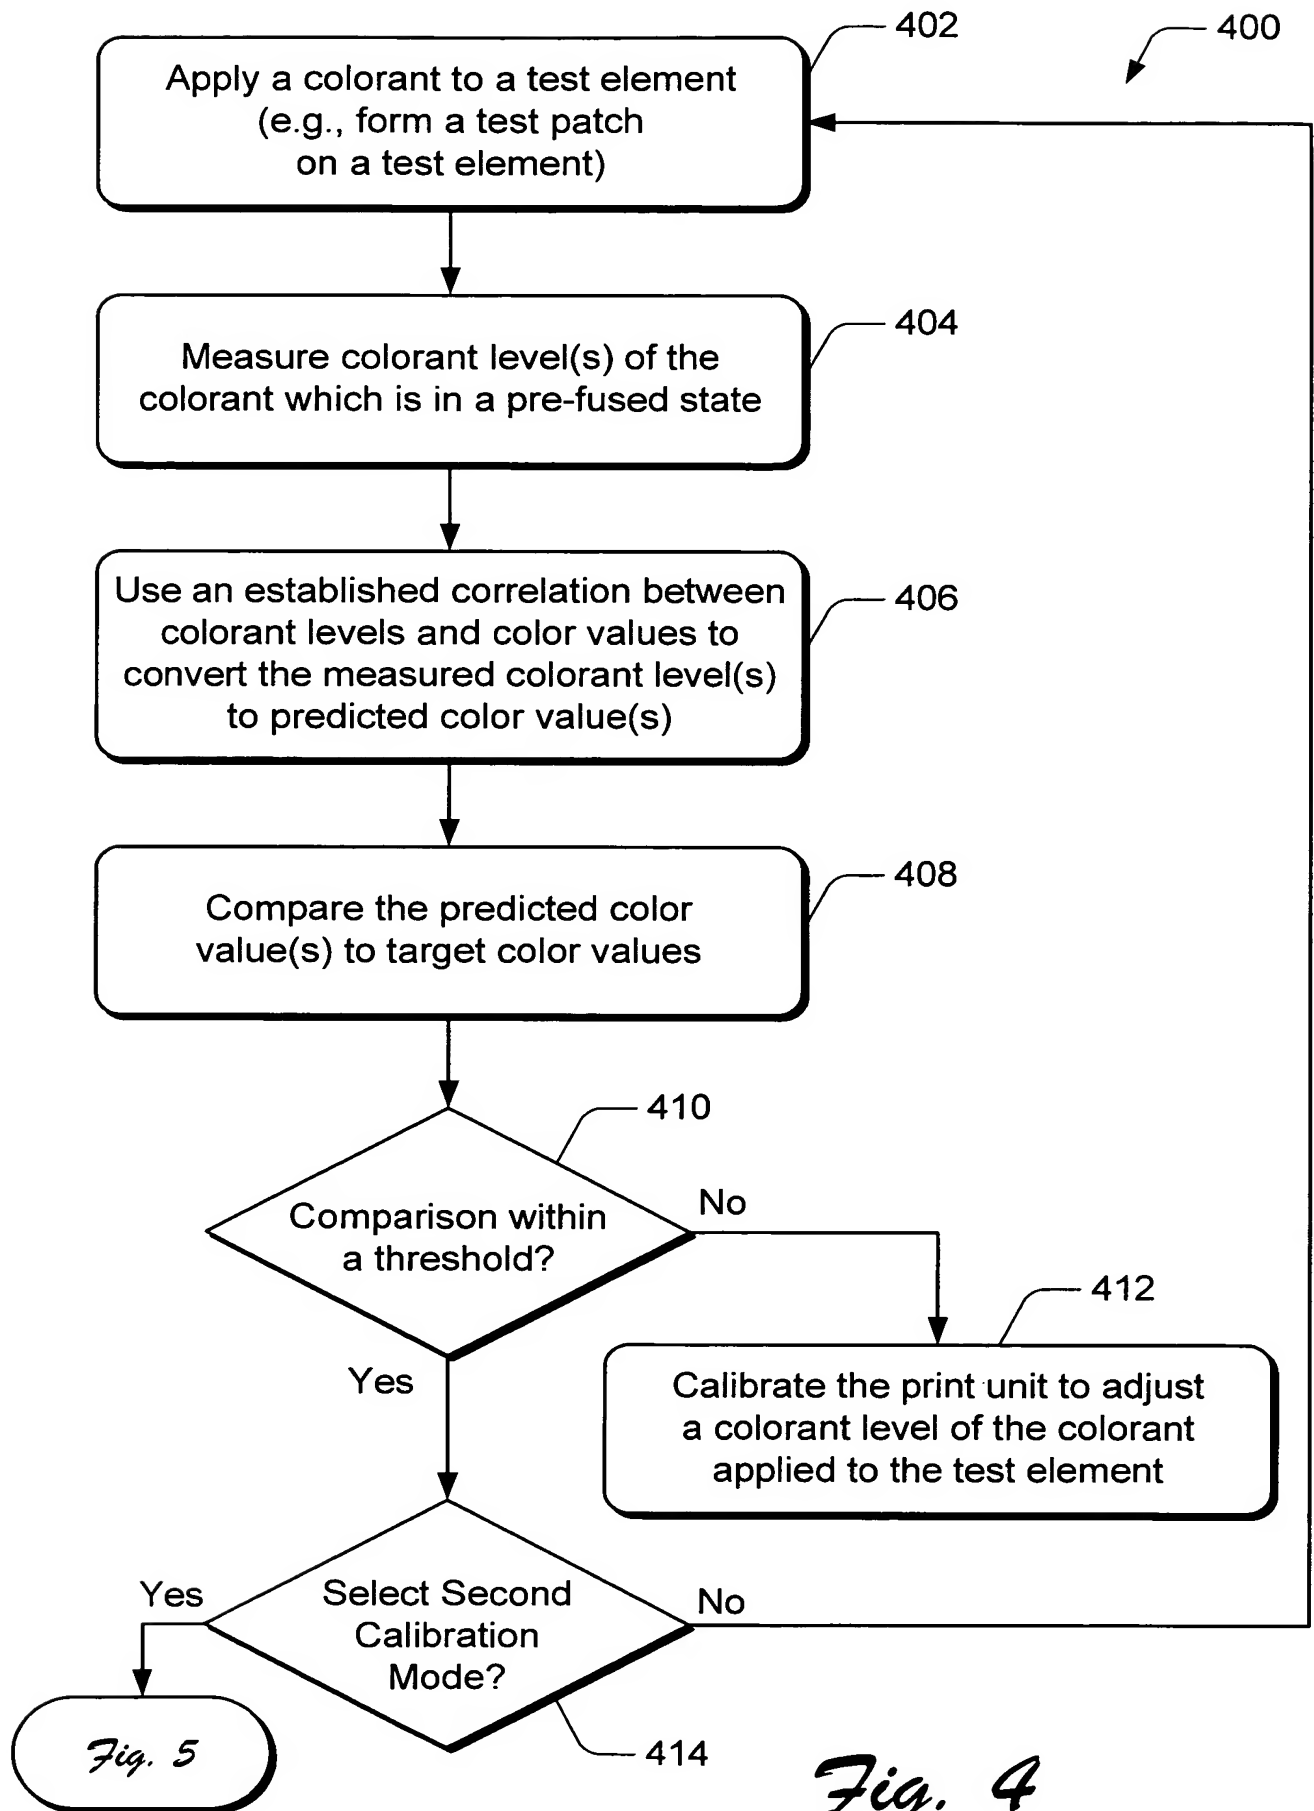 402
400
Apply a colorant to a test element
(e.g., form a test patch
on a test element)
404
Measure colorant level(s) of the
colorant which is in a pre-fused state
406
Use an established correlation between
colorant levels and color values to
convert the measured colorant level(s)
to predicted color value(s)
408
Compare the predicted color
value(s) to target color values
410
Comparison within
a threshold?
No
412
Yes
Calibrate the print unit to adjust
a colorant level of the colorant
applied to the test element
Yes
Select Second
Calibration
Mode?
No
Fig. 5
414
Fig. 4